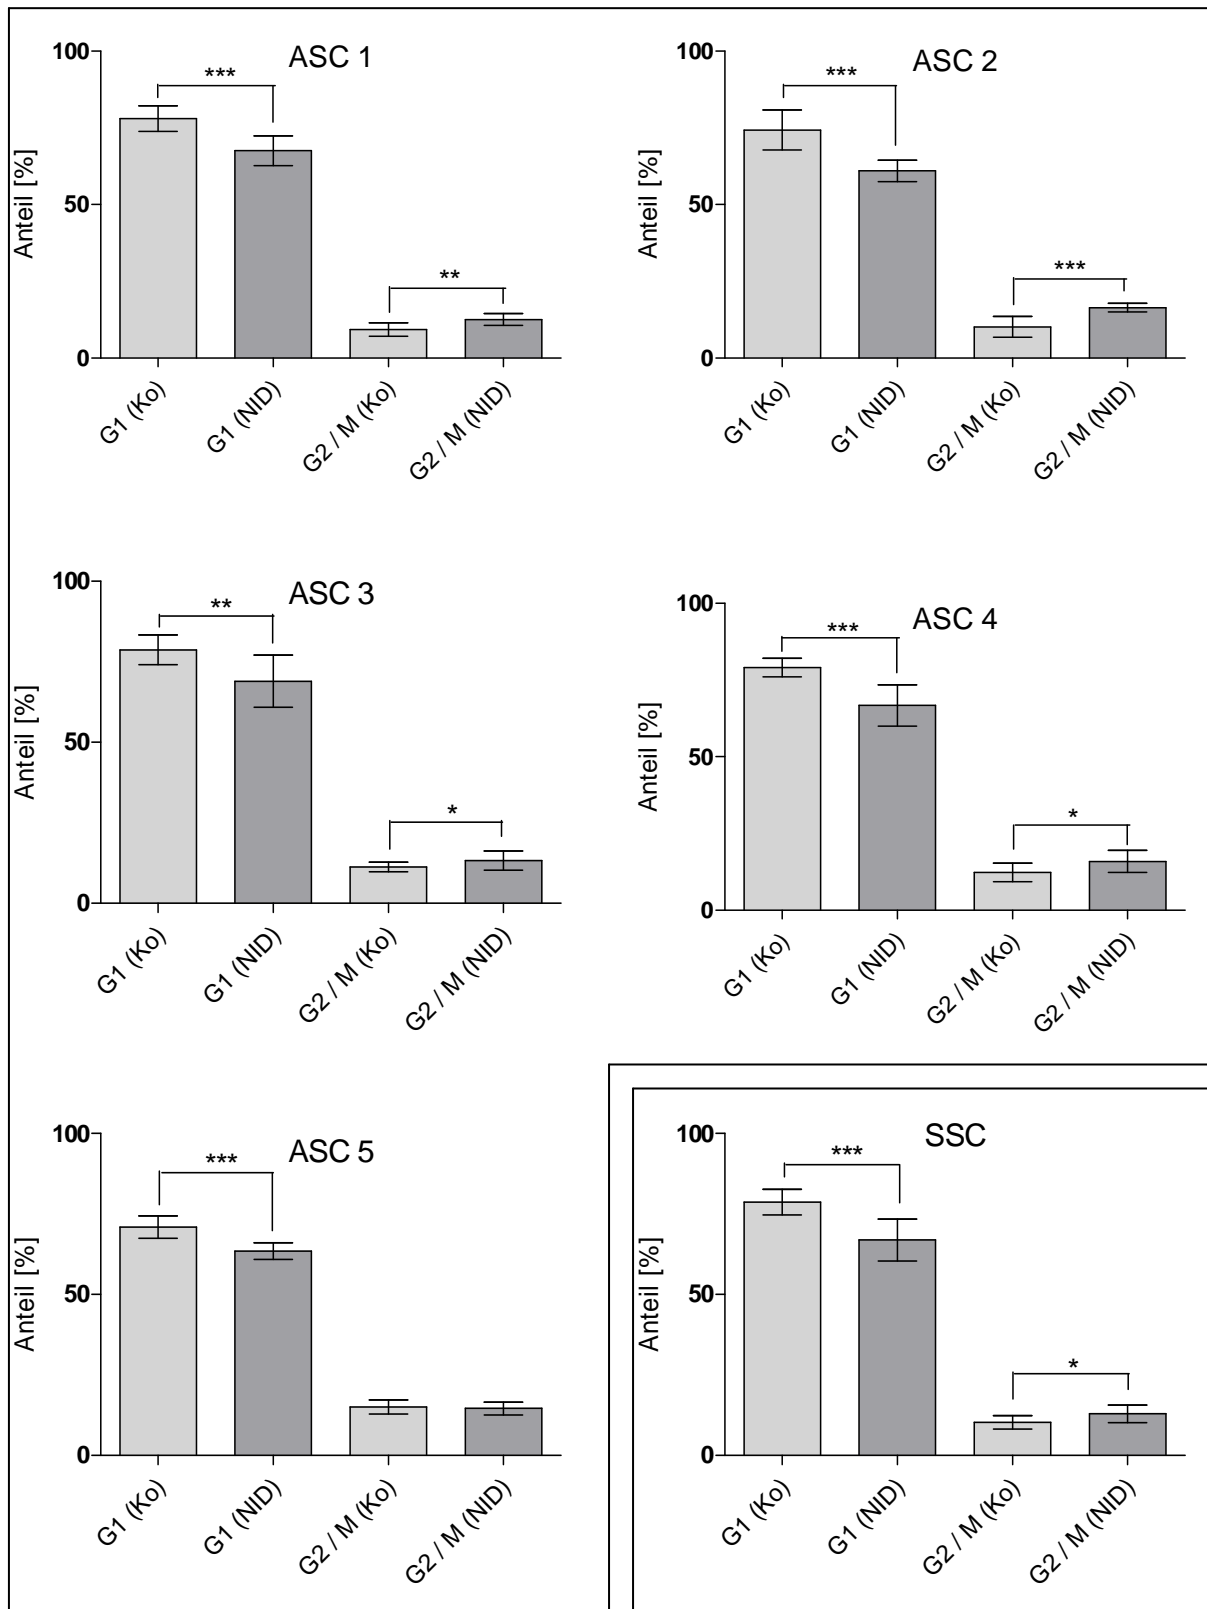 ASC 1
Anteil [%]
100
50
0
***
**
G1 (Ko)
G1 (NID)
G2 / M (Ko)
G2 / M (NID)
ASC 2
Anteil [%]
100
50
0
***
***
G1 (Ko)
G1 (NID)
G2 / M (Ko)
G2 / M (NID)
ASC 3
Anteil [%]
100
50
0
**
*
G1 (Ko)
G1 (NID)
G2 / M (Ko)
G2 / M (NID)
ASC 4
Anteil [%]
100
50
0
***
*
G1 (Ko)
G1 (NID)
G2 / M (Ko)
G2 / M (NID)
ASC 5
Anteil [%]
100
50
0
***
G1 (Ko)
G1 (NID)
G2 / M (Ko)
G2 / M (NID)
SSC
Anteil [%]
100
50
0
***
*
G1 (Ko)
G1 (NID)
G2 / M (Ko)
G2 / M (NID)